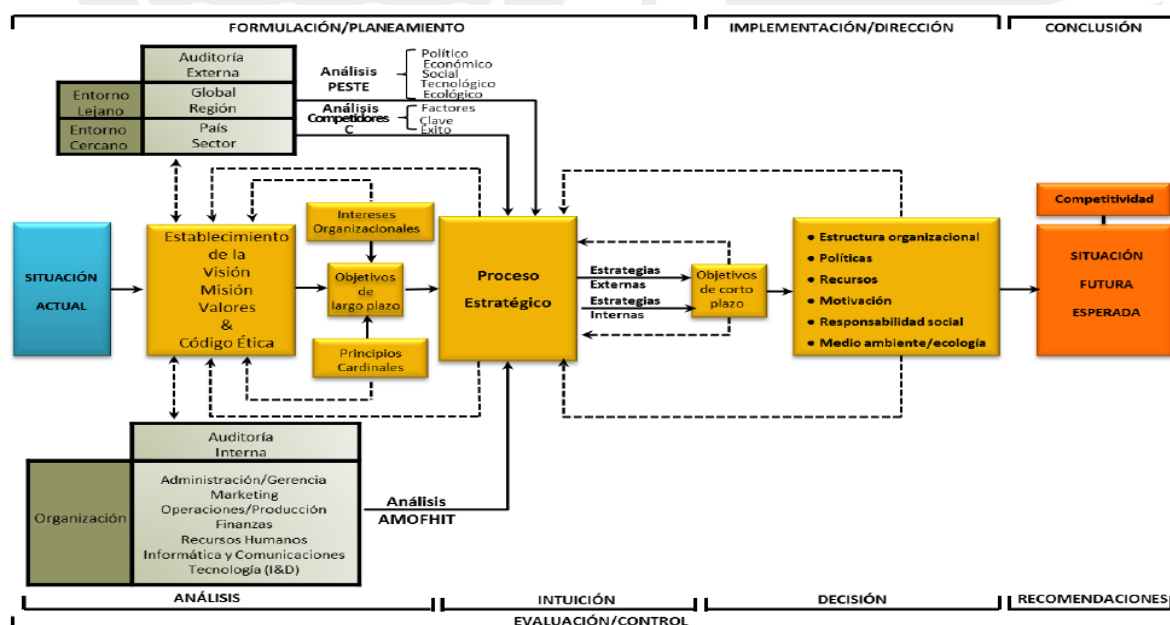 FORMULACIÓN/PLANEAMIENTO
IMPLEMENTACIÓN/DIRECCIÓN
CONCLUSIÓN
Auditoría
Externa
Entorno
Lejano
Global
Región
Entorno
Cercano
País
Sector
Análisis
PESTE
Político
Económico
Social
Tecnológico
Ecológico
Análisis
Competidores
C
Factores
Clave
Éxito
SITUACIÓN
ACTUAL
Establecimiento
de la
Visión
Misión
Valores
&
Código Ética
Intereses
Organizacionales
Objetivos de
largo plazo
Principios
Cardinales
Proceso
Estratégico
Estrategias
Externas
Estrategias
Internas
Objetivos
de corto
plazo
• Estructura organizacional
• Políticas
• Recursos
• Motivación
• Responsabilidad social
• Medio ambiente/ecología
Competitividad
SITUACIÓN
FUTURA
ESPERADA
Auditoría
Interna
Organización
Administración/Gerencia
Marketing
Operaciones/Producción
Finanzas
Recursos Humanos
Informática y Comunicaciones
Tecnología (I&D)
Análisis
AMOFHIT
ANÁLISIS
INTUICIÓN
DECISIÓN
RECOMENDACIONES
EVALUACIÓN/CONTROL